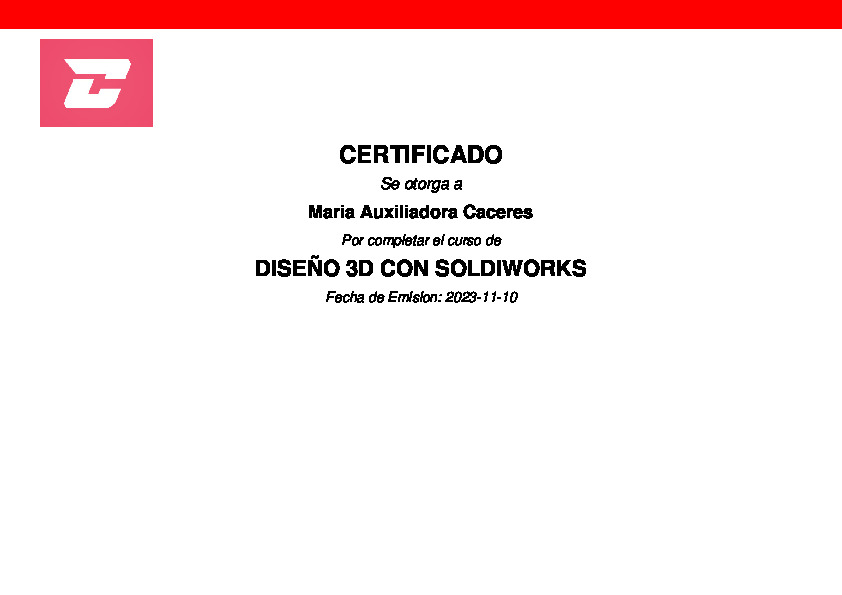 CERTIFICADO
Se otorga a
Maria Auxiliadora Caceres
Por completar el curso de
DISEÑO 3D CON SOLDIWORKS
Fecha de Emision: 2023-11-10